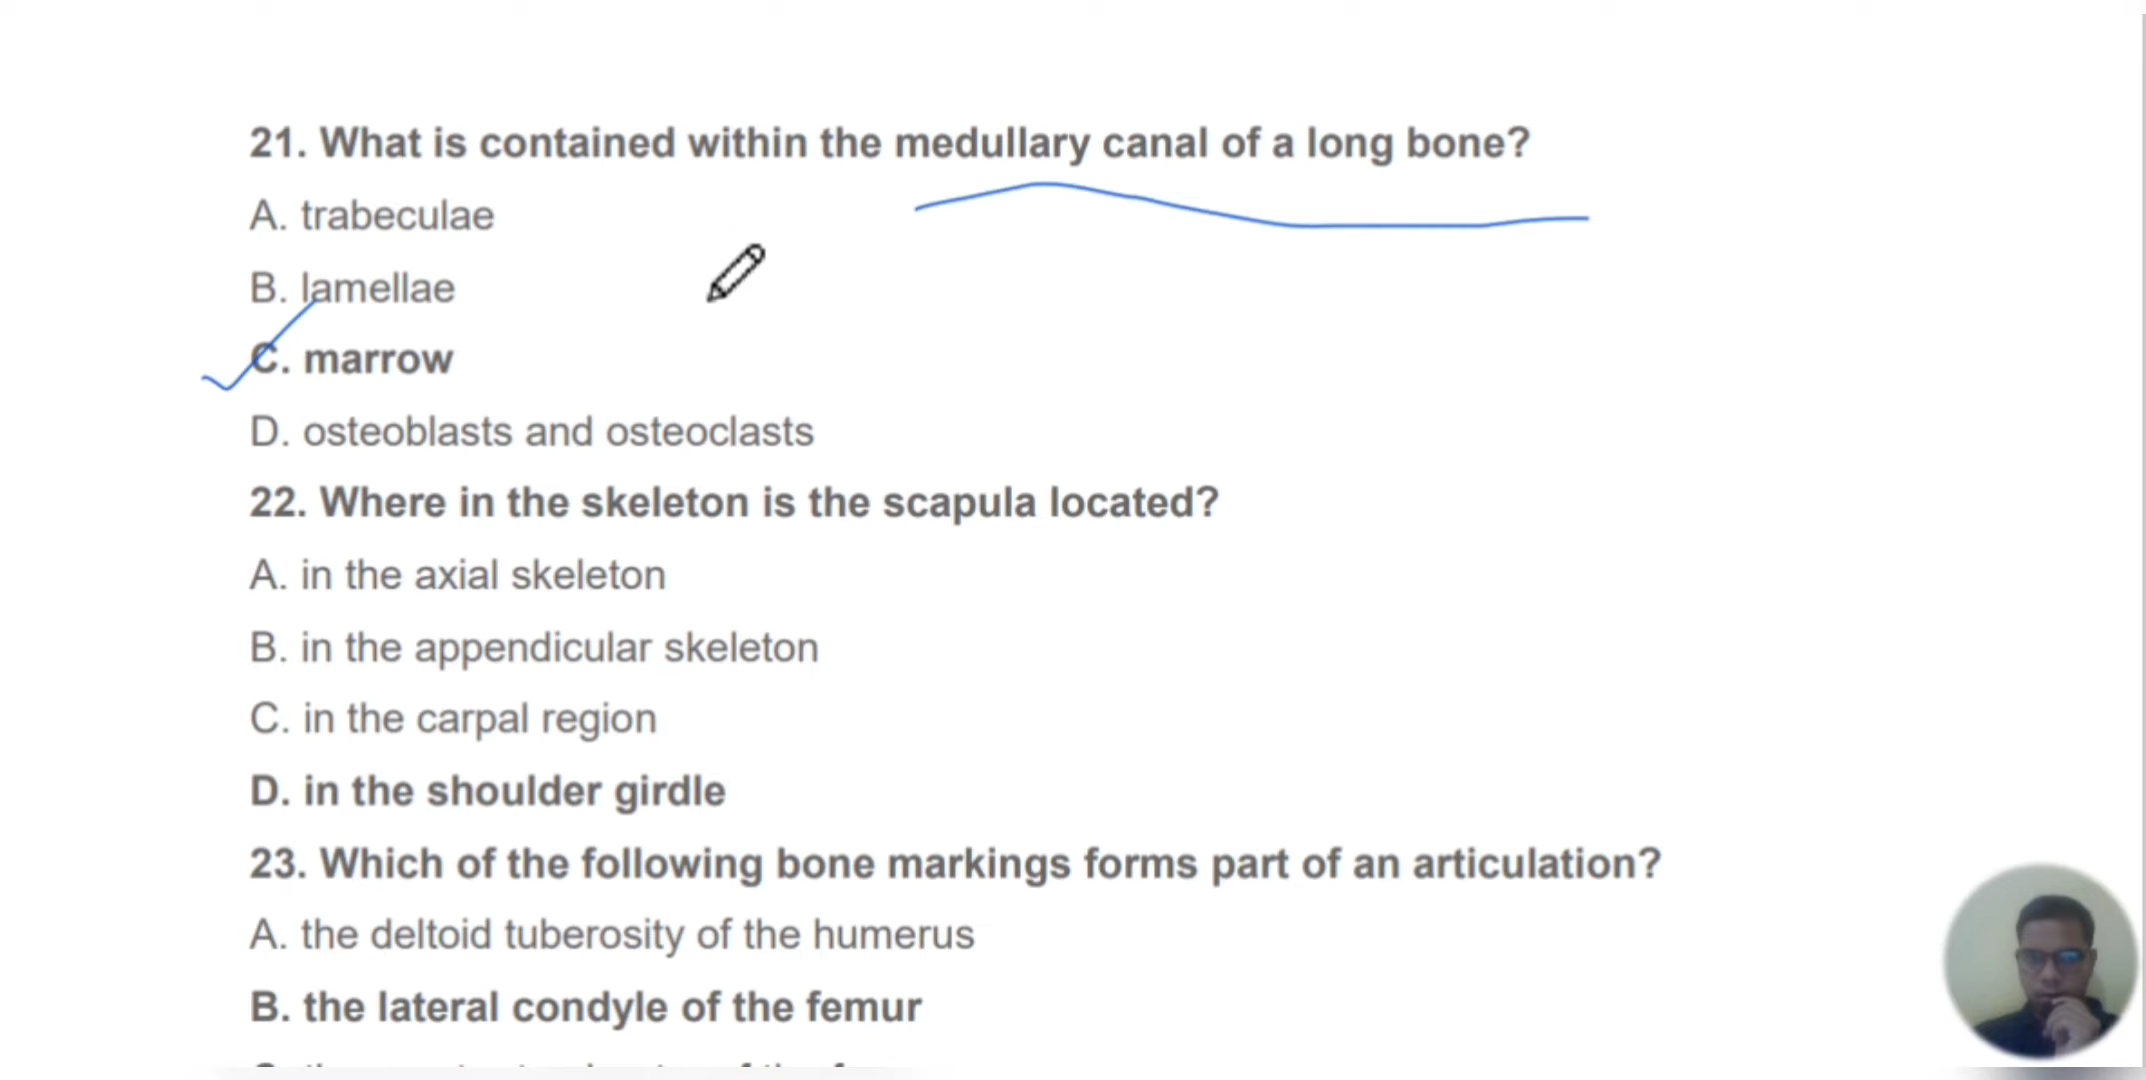 21. What is contained within the medullary canal of a long bone?
A. trabeculae
B. lamellae
C. marrow
D. osteoblasts and osteoclasts
22. Where in the skeleton is the scapula located?
A. in the axial skeleton
B. in the appendicular skeleton
C. in the carpal region
D. in the shoulder girdle
23. Which of the following bone markings forms part of an articulation?
A. the deltoid tuberosity of the humerus
B. the lateral condyle of the femur